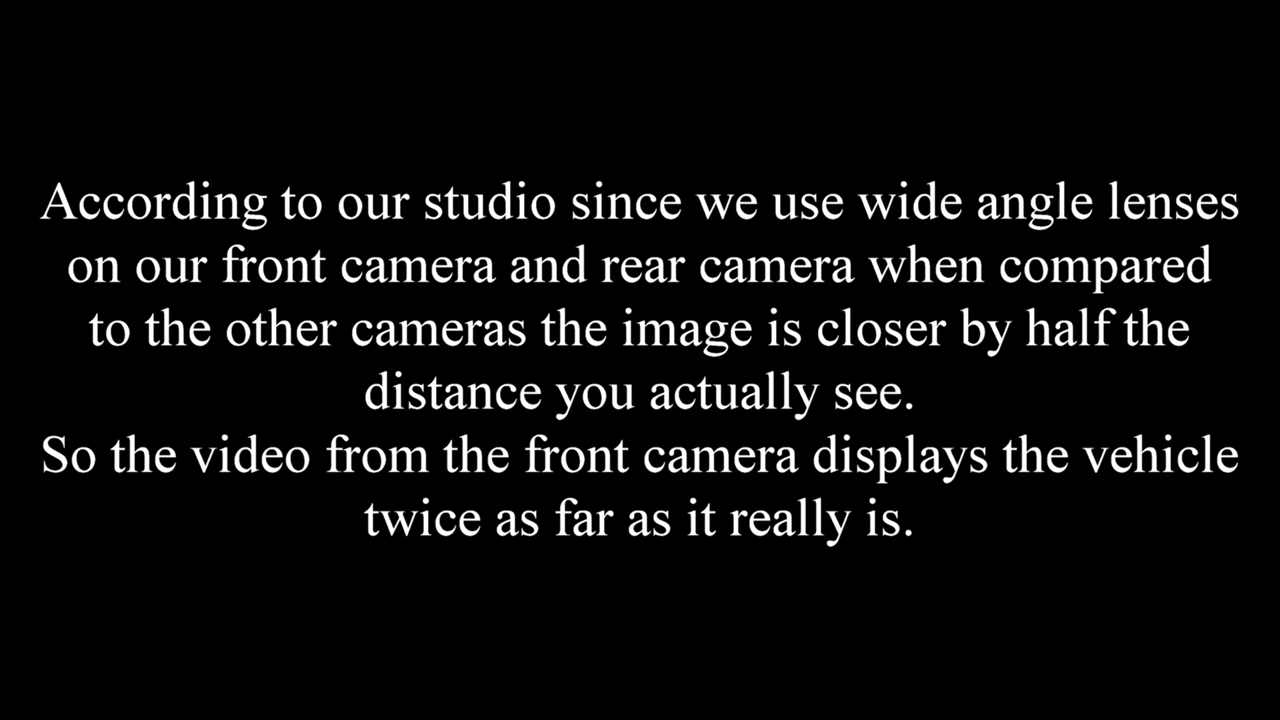 According to our studio since we use wide angle lenses
on our front camera and rear camera when compared
to the other cameras the image is closer by half the
distance you actually see.
So the video from the front camera displays the vehicle
twice as far as it really is.